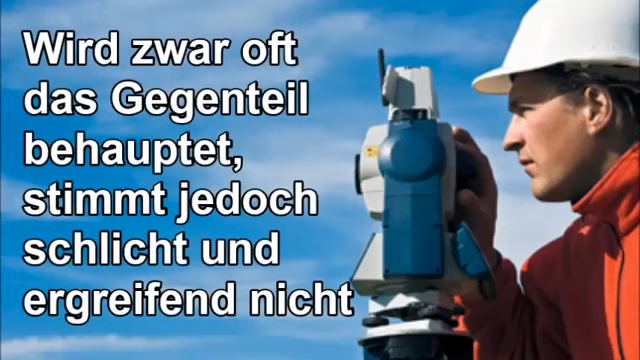 Wird zwar oft
das Gegenteil
behauptet,
stimmt jedoch
schlicht und
ergreifend nicht